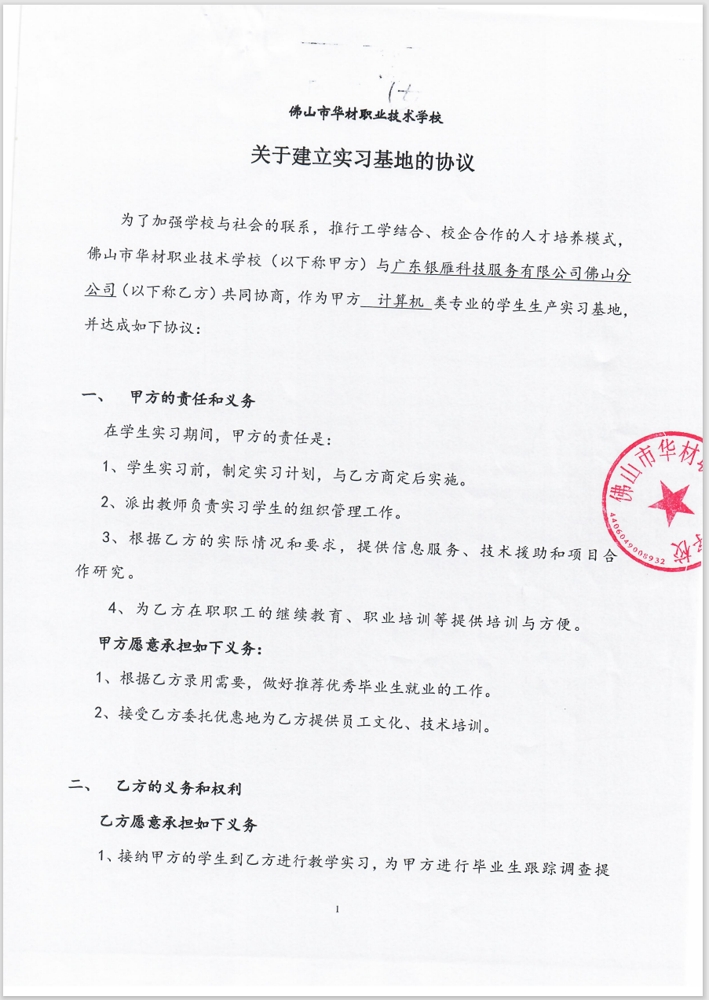 佛山市华材职业技术学校
关于建立实习基地的协议
为了加强学校与社会的联系，推行工学结合、校企合作的人才培养模式，
佛山市华材职业技术学校（以下称甲方）与广东银雁科技服务有限公司佛山分
公司（以下称乙方）共同协商，作为甲方 计算机 类专业的学生生产实习基地，
并达成如下协议：
一、 甲方的责任和义务
在学生实习期间，甲方的责任是：
1、学生实习前，制定实习计划，与乙方商定后实施。
2、派出教师负责实习学生的组织管理工作。
3、根据乙方的实际情况和要求，提供信息服务、技术援助和项目合
作研究。
4、为乙方在职职工的继续教育、职业培训等提供培训与方便。
甲方愿意承担如下义务：
1、根据乙方录用需要，做好推荐优秀毕业生就业的工作。
2、接受乙方委托优惠地为乙方提供员工文化、技术培训。
二、 乙方的义务和权利
乙方愿意承担如下义务
1、接纳甲方的学生到乙方进行教学实习，为甲方进行毕业生跟踪调查提
1
佛山市华材
校
4406049008932